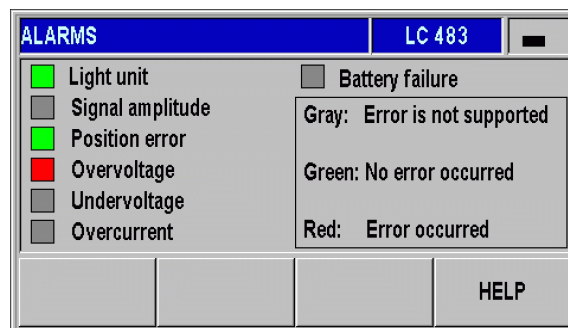 ALARMS LC 483
Light unit
Signal amplitude
Position error
Overvoltage
Undervoltage
Overcurrent
Battery failure
Gray: Error is not supported
Green: No error occurred
Red: Error occurred
HELP